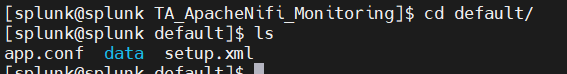 [splunk@splunk TA_ApacheNifi_Monitoring]$ cd default/
[splunk@splunk default]$ ls
app.conf  data  setup.xml
[splunk@splunk default]$